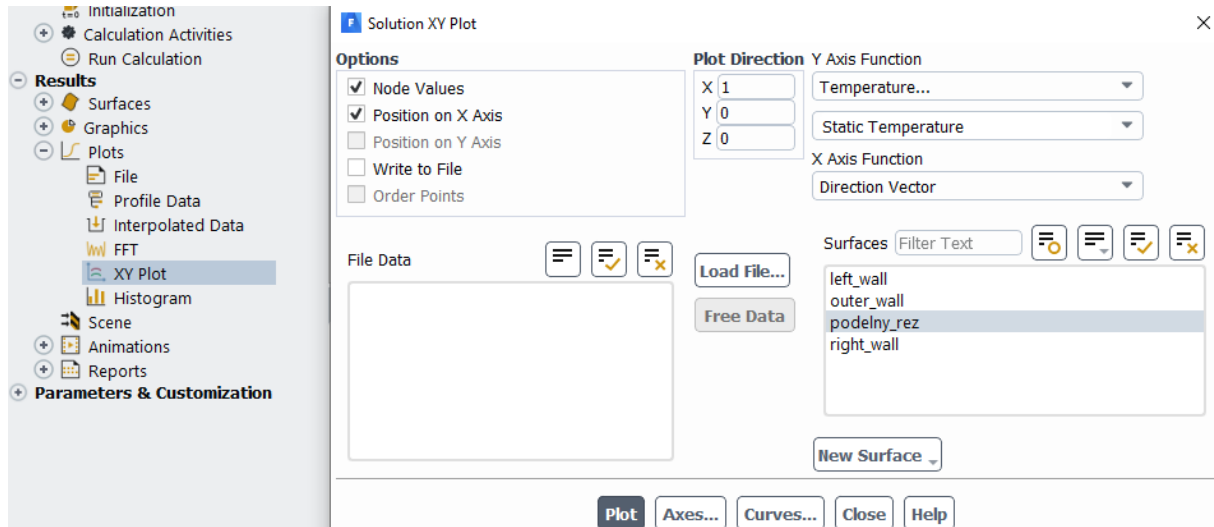 Initialization
Calculation Activities
Run Calculation
Results
Surfaces
Graphics
Plots
File
Profile Data
Interpolated Data
FFT
XY Plot
Histogram
Scene
Animations
Reports
Parameters & Customization
Solution XY Plot
Options
Node Values
Position on X Axis
Position on Y Axis
Write to File
Order Points
Plot Direction
X 1
Y 0
Z 0
Y Axis Function
Temperature...
Static Temperature
X Axis Function
Direction Vector
File Data
Load File...
Free Data
Surfaces Filter Text
left_wall
outer_wall
podelny_rez
right_wall
New Surface
Plot Axes... Curves... Close Help